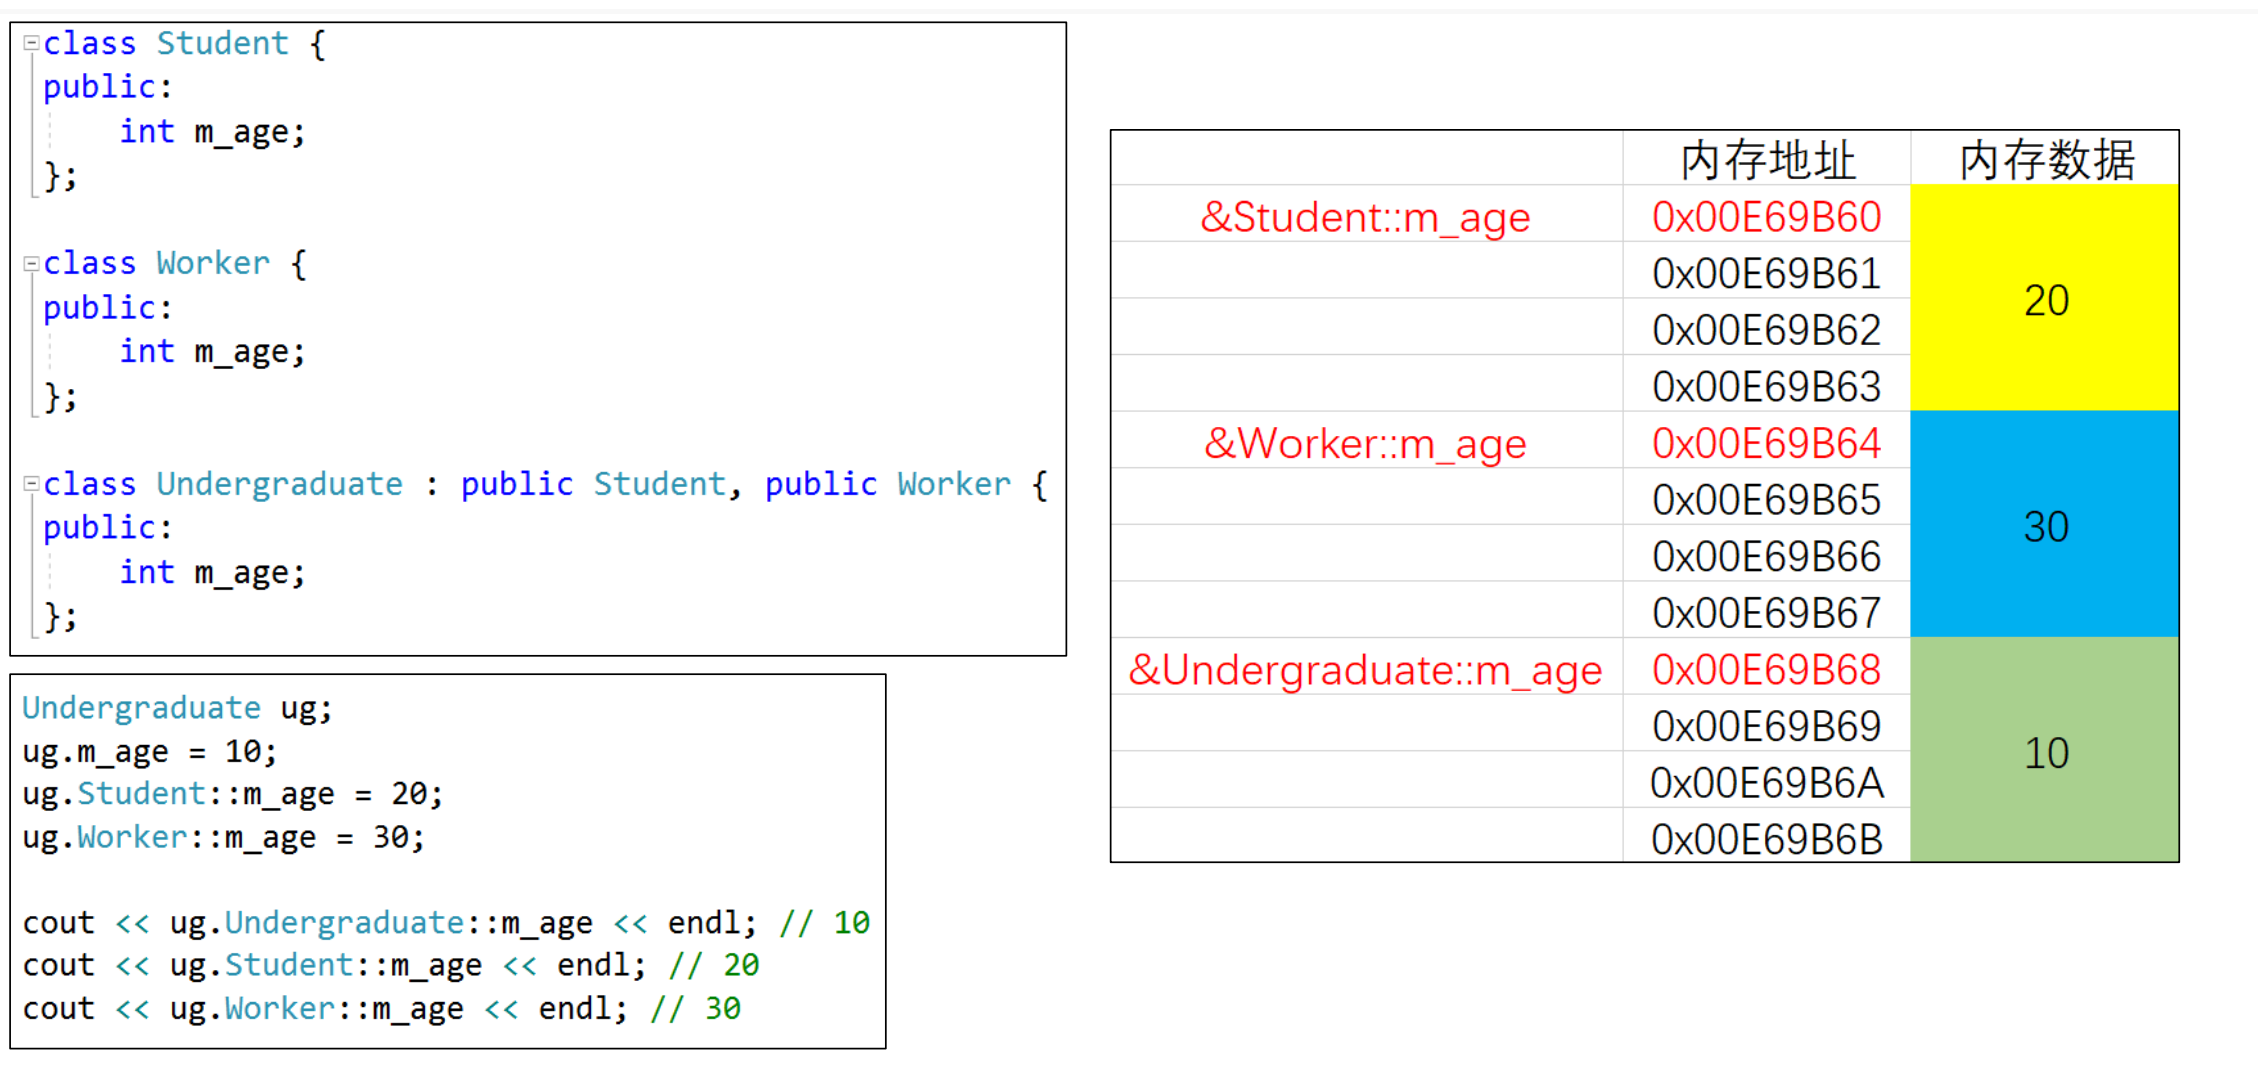 class Student {
public:
    int m_age;
};
class Worker {
public:
    int m_age;
};
class Undergraduate : public Student, public Worker {
public:
    int m_age;
};
Undergraduate ug;
ug.m_age = 10;
ug.Student::m_age = 20;
ug.Worker::m_age = 30;
cout << ug.Undergraduate::m_age << endl; // 10
cout << ug.Student::m_age << endl; // 20
cout << ug.Worker::m_age << endl; // 30
内存地址 内存数据
&Student::m_age 0x00E69B60
0x00E69B61
20
0x00E69B62
0x00E69B63
&Worker::m_age 0x00E69B64
0x00E69B65
30
0x00E69B66
0x00E69B67
&Undergraduate::m_age 0x00E69B68
0x00E69B69
10
0x00E69B6A
0x00E69B6B